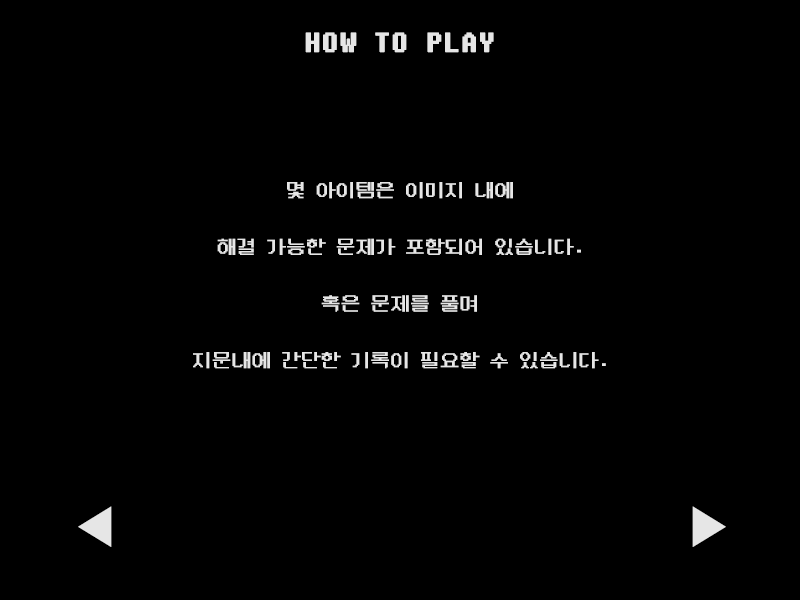 HOW TO PLAY
몇 아이템은 이미지 내에
해결 가능한 문제가 포함되어 있습니다.
혹은 문제를 풀며
지문내에 간단한 기록이 필요할 수 있습니다.